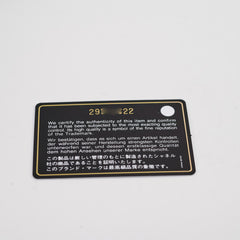 We certify the authenticity of this item and confirm
that it has been subjected to the most exacting quality
control. Its high quality is a symbol of the fine reputation
of the Trademark.
Wir bestätigen, dass es sich um einen Artikel handelt,
der während seiner Herstellung strengsten Kontrollen
unterworfen war, und dessen erstklassige Qualität
dem hohen Ansehen unserer Marke entspricht.
この製品は厳しい管理のもとに製造されたシャネル
社の製品であることを証明いたします。
このブランド・マークは最高級品質の象徴です。